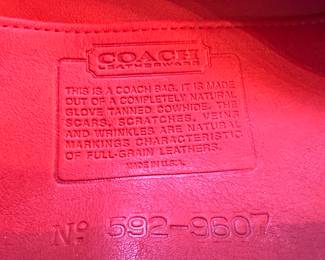 COACH
LEATHERWARE
THIS IS A COACH BAG. IT IS MADE
OUT OF A COMPLETELY NATURAL
GLOVE TANNED COWHIDE. THE
SCARS, SCRATCHES, VEINS
AND WRINKLES ARE NATURAL
MARKINGS CHARACTERISTIC
OF FULL-GRAIN LEATHERS.
MADE IN U.S.A.
Nº 592-9607